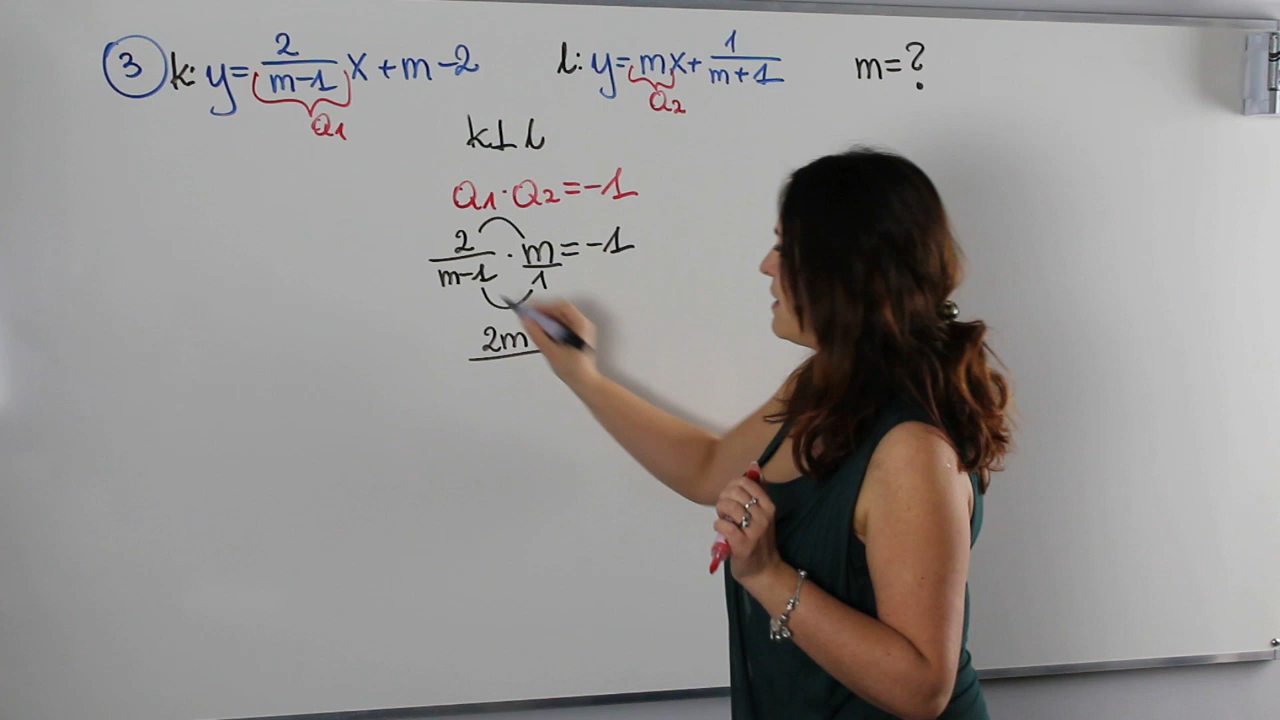 3 k: y = 2/(m-1) x + m - 2   l: y = mx + 1/(m+1)   m = ?
a1   a2
k ⊥ l
a1 · a2 = -1
2/(m-1) · m/1 = -1
2m